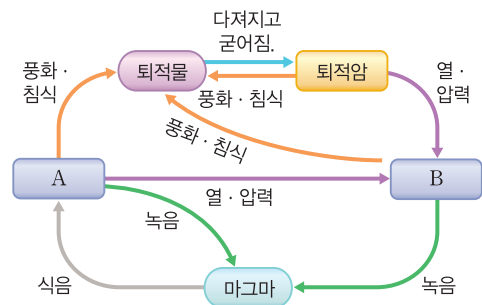 다져지고
굳어짐.
풍화 ·
침식
퇴적물
퇴적암
열 ·
압력
풍화 · 침식
풍화 · 침식
A
B
열 · 압력
녹음
식음
마그마
녹음